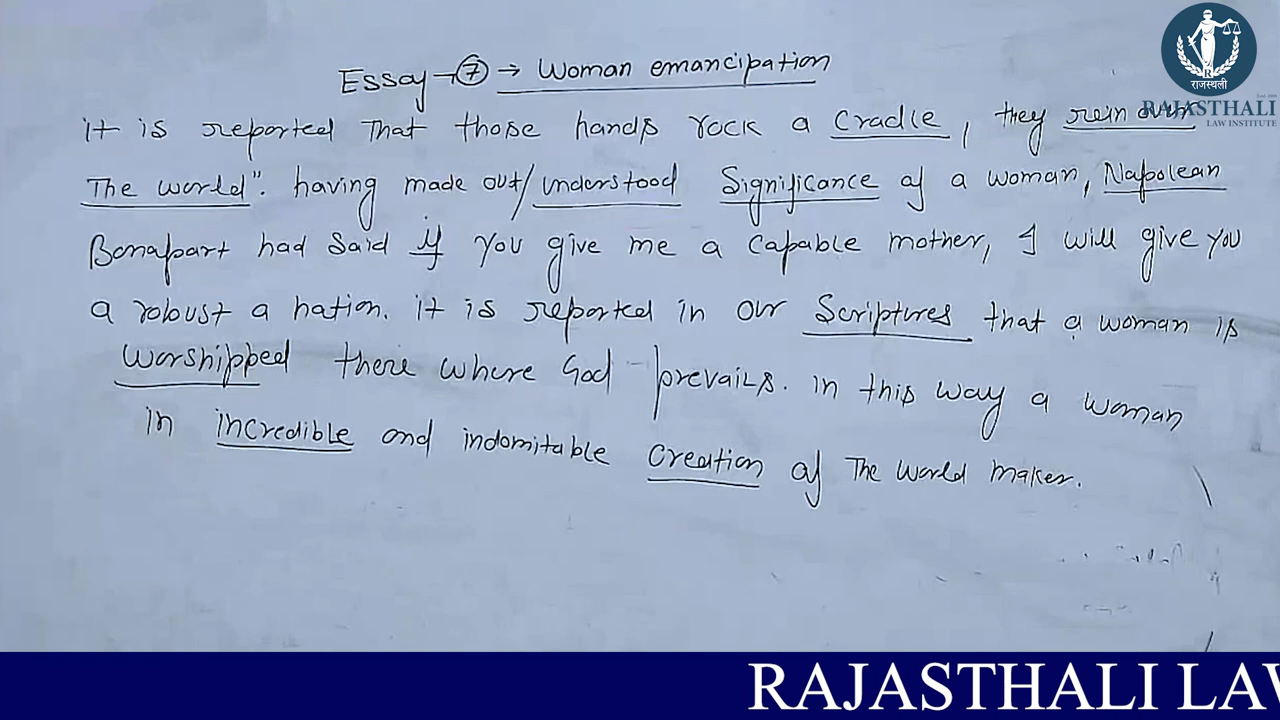 Essay → 7 → Woman emancipation
it is reported That those hands rock a cradle, they rein over
The world". having made out/understood Significance of a woman, Napolean
Bonapart had said if you give me a capable mother, I will give you
a robust a nation. it is reported in our Scriptures that a woman is
worshipped there where God prevails. in this way a woman
in incredible and indomitable creation of The world maker.
राजस्थली
RAJASTHALI
LAW INSTITUTE
RAJASTHALI LAW